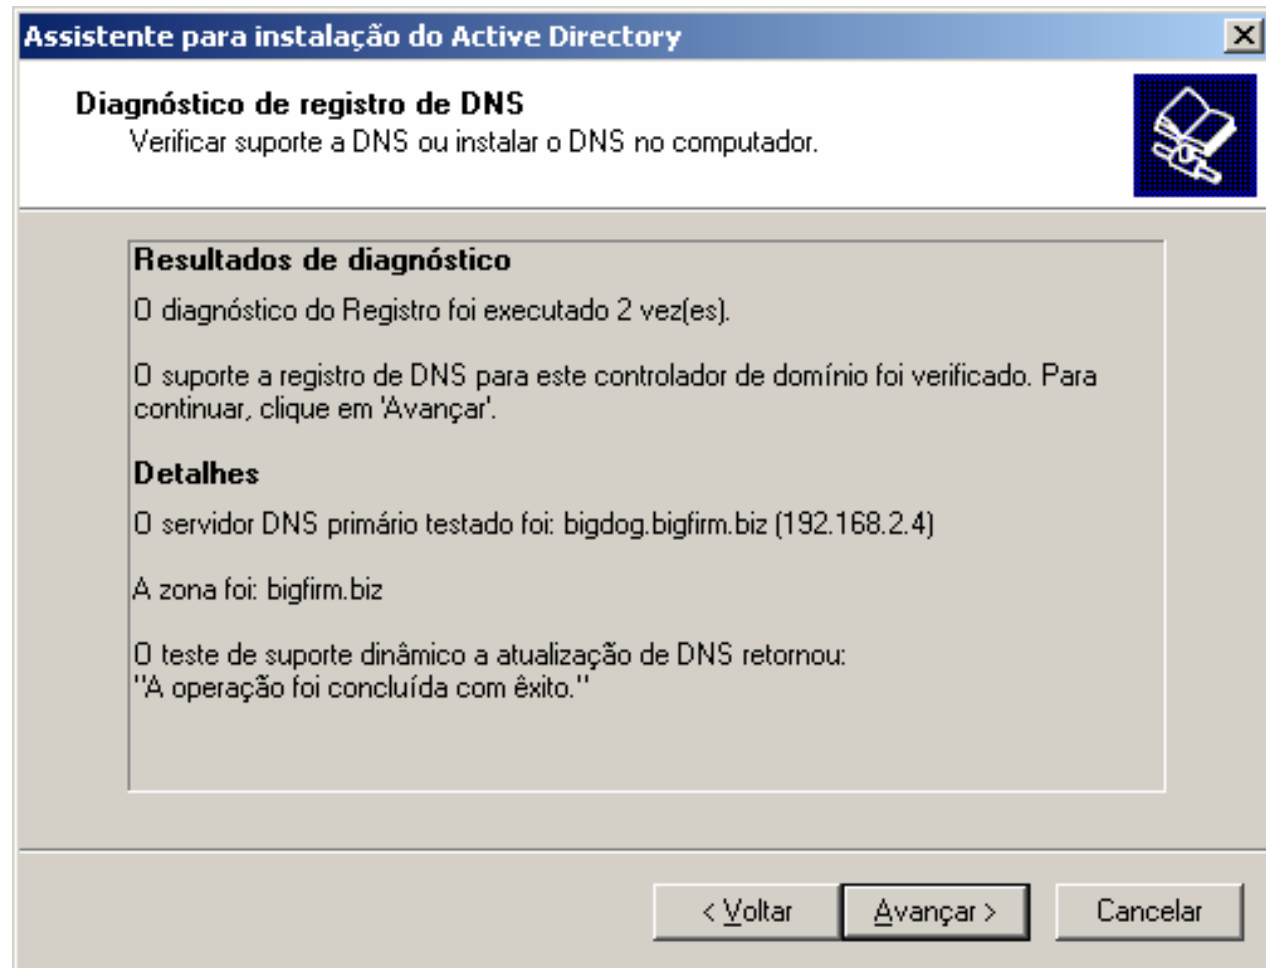 Assistente para instalação do Active Directory
Diagnóstico de registro de DNS
Verificar suporte a DNS ou instalar o DNS no computador.
Resultados de diagnóstico
O diagnóstico do Registro foi executado 2 vez(es).
O suporte a registro de DNS para este controlador de domínio foi verificado. Para
continuar, clique em 'Avançar'.
Detalhes
O servidor DNS primário testado foi: bigdog.bigfirm.biz (192.168.2.4)
A zona foi: bigfirm.biz
O teste de suporte dinâmico a atualização de DNS retornou:
"A operação foi concluída com êxito."
< Voltar
Avançar >
Cancelar